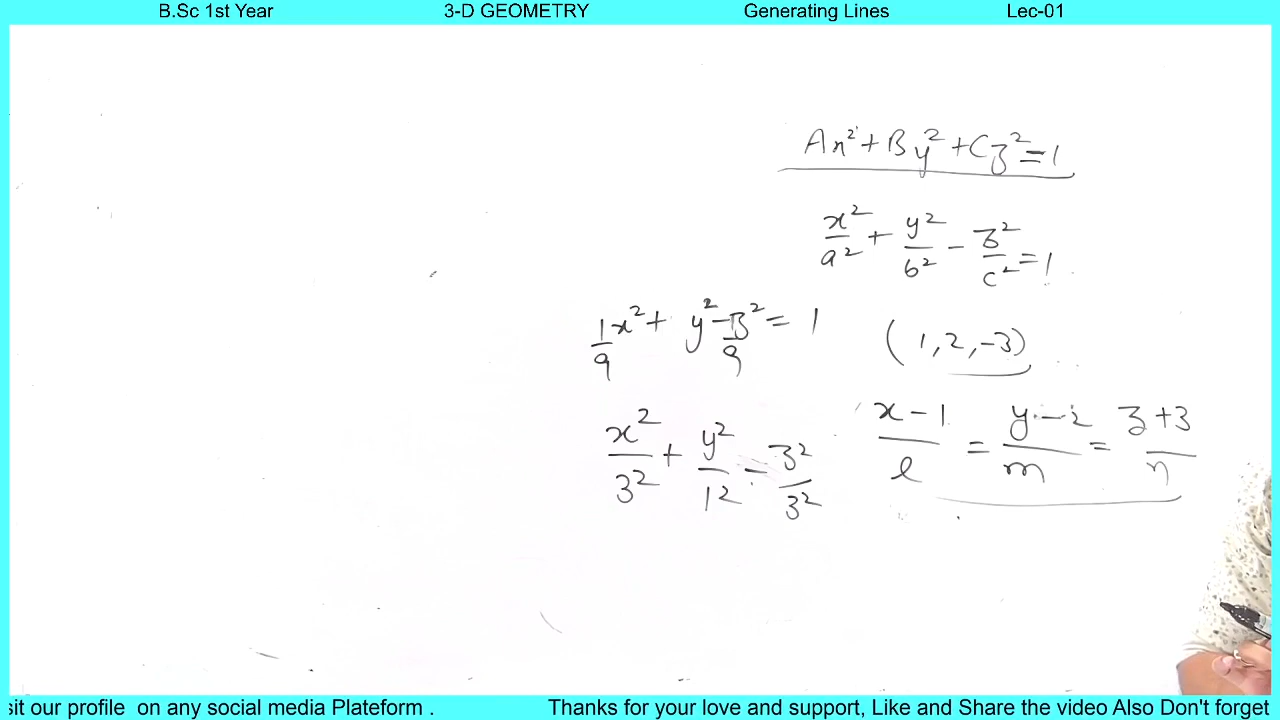 B.Sc 1st Year 3-D GEOMETRY Generating Lines Lec-01
Ax²+By²+Cz²=1
x²/a² + y²/b² - z²/c² = 1
1/9 x² + y² - z²/9 = 1
(1,2,-3)
x²/3² + y²/1² - z²/3²
x-1/l = y-2/m = z+3/n
sit our profile on any social media Plateform . Thanks for your love and support, Like and Share the video Also Don't forget